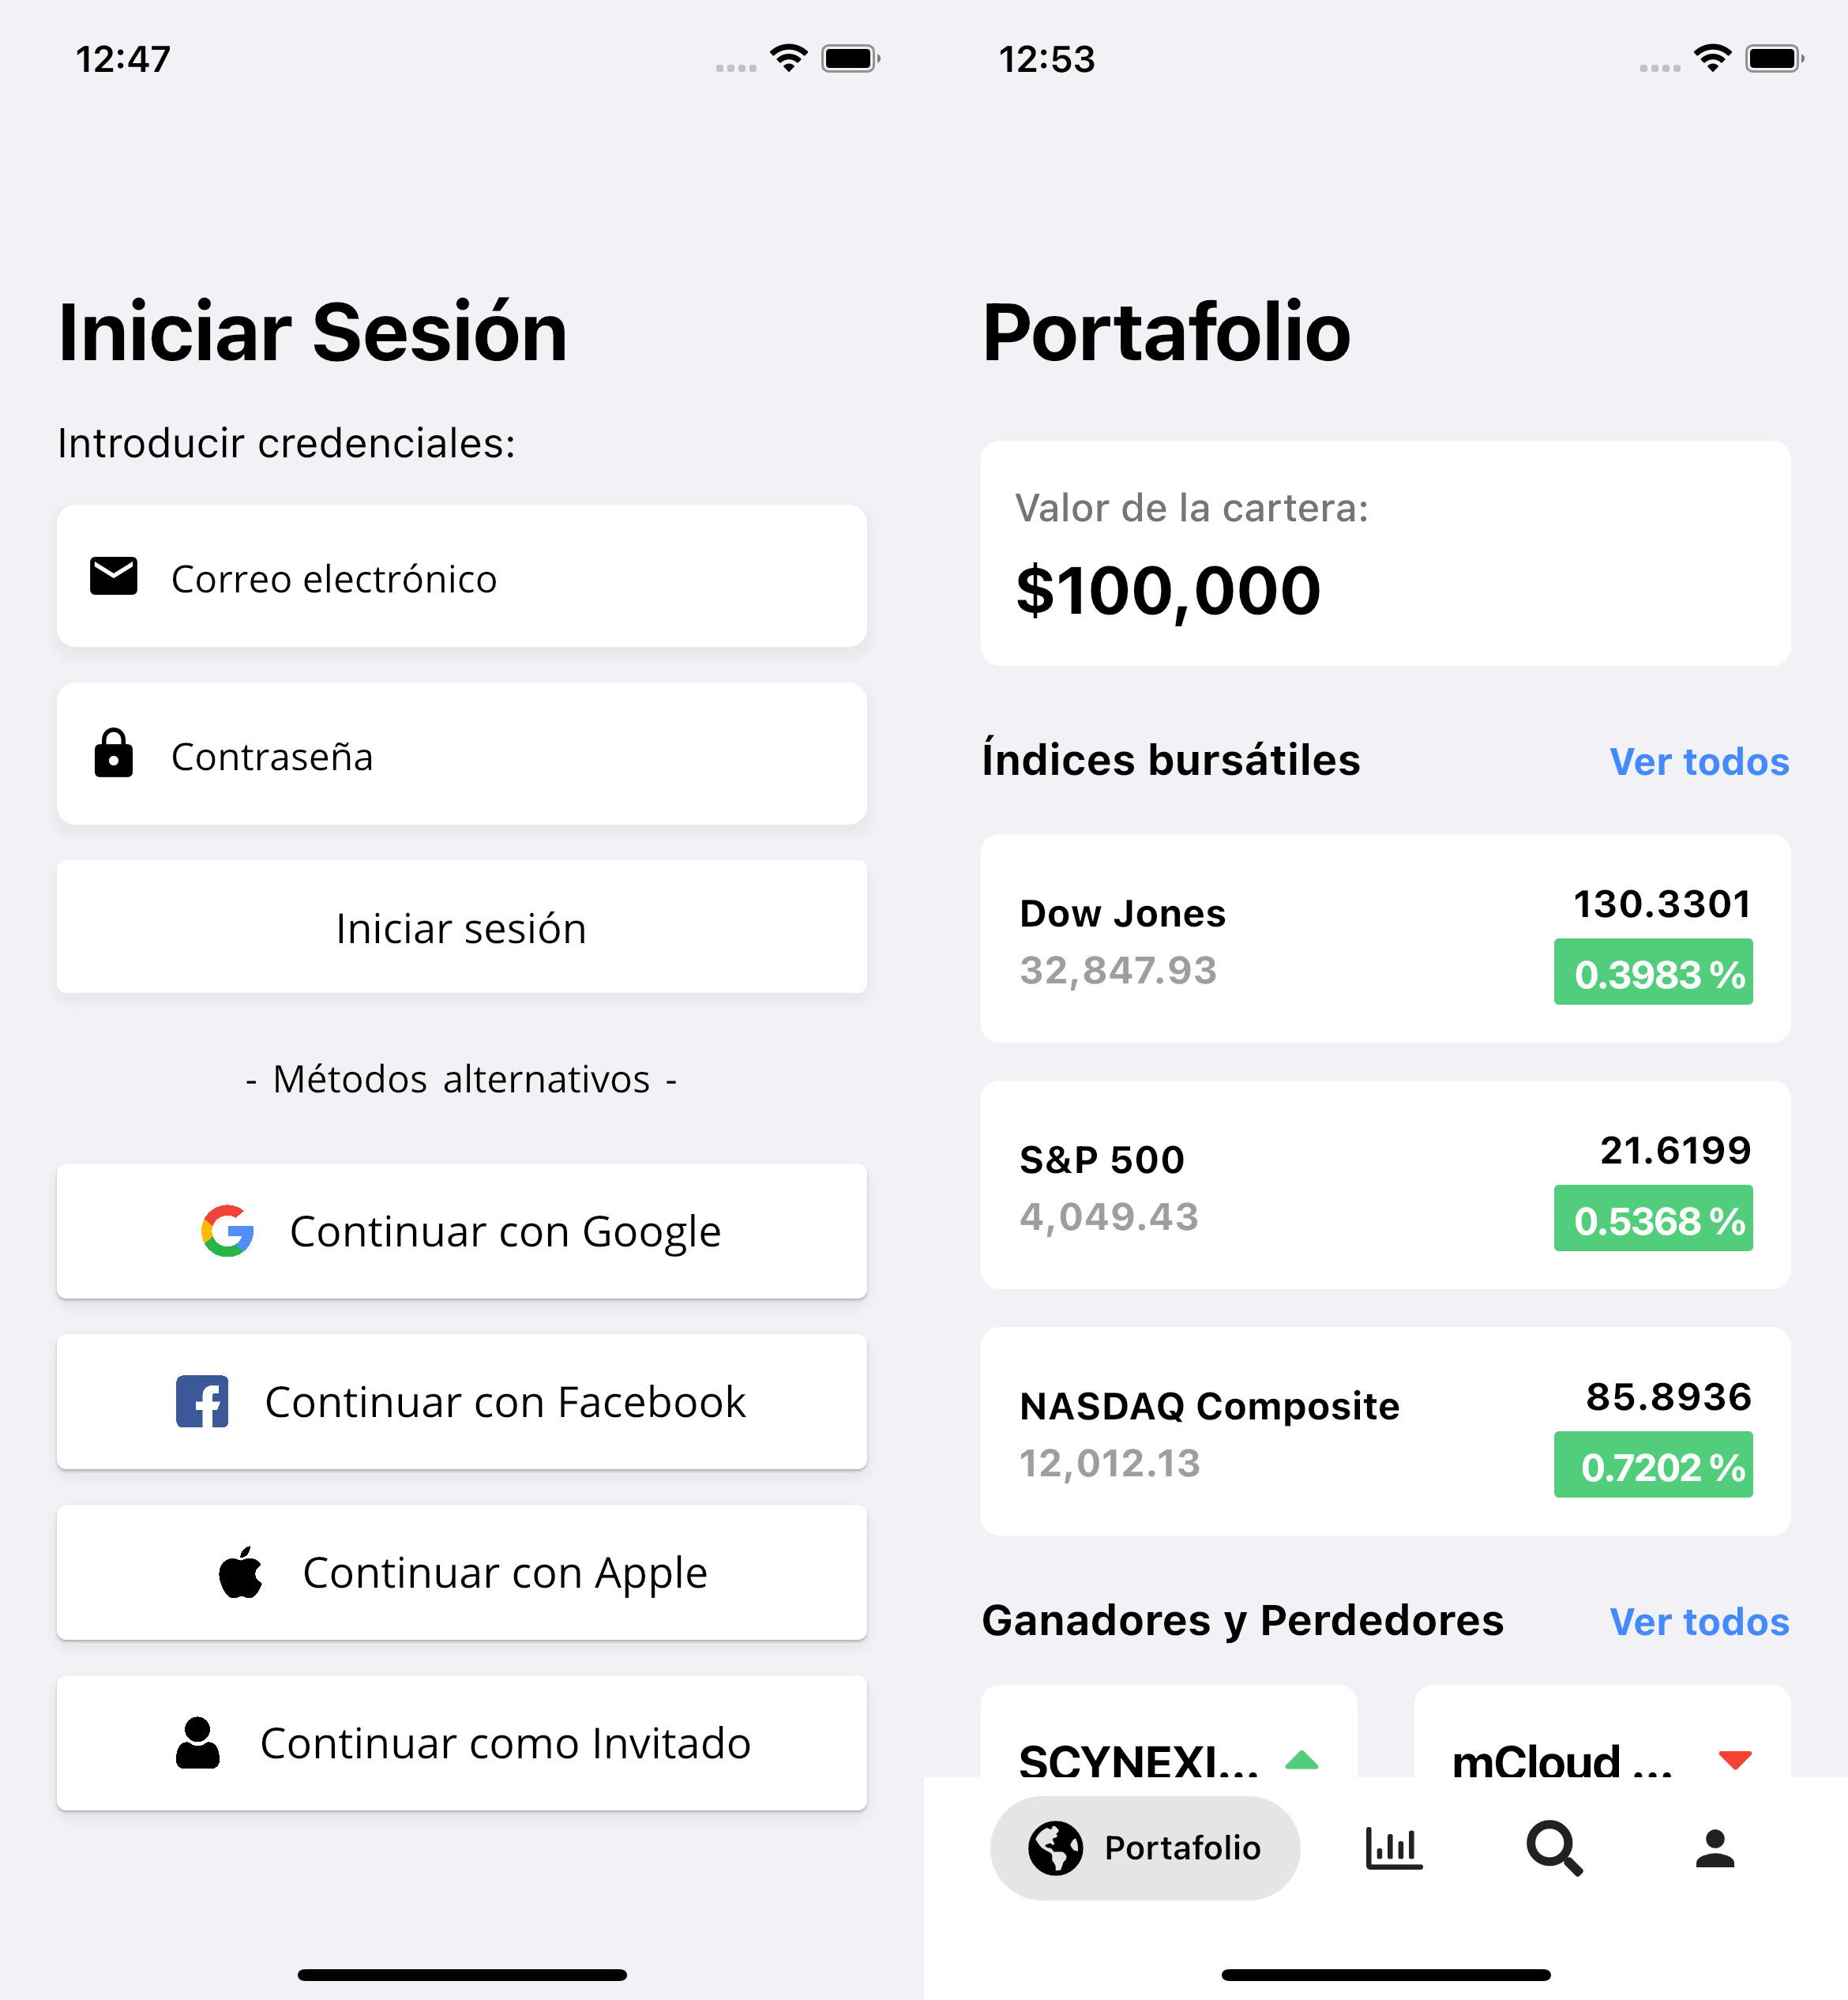 12:47
Iniciar Sesión
Introducir credenciales:
Correo electrónico
Contraseña
Iniciar sesión
- Métodos alternativos -
Continuar con Google
Continuar con Facebook
Continuar con Apple
Continuar como Invitado
12:53
Portafolio
Valor de la cartera:
$100,000
Índices bursátiles
Ver todos
Dow Jones
130.3301
32,847.93
0.3983 %
S&P 500
21.6199
4,049.43
0.5368 %
NASDAQ Composite
85.8936
12,012.13
0.7202 %
Ganadores y Perdedores
Ver todos
SCYNEXI...
mCloud ...
Portafolio